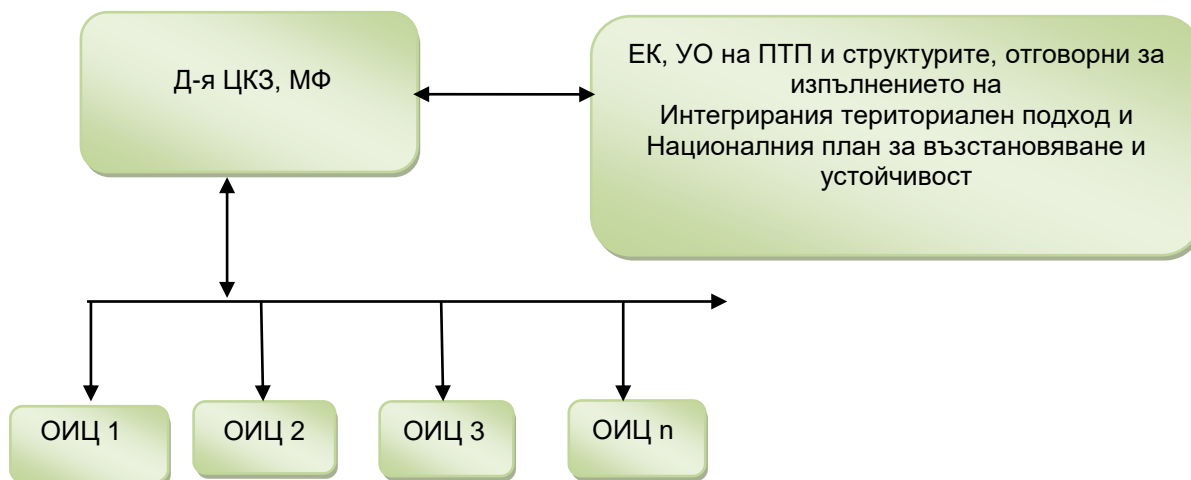 Д-я ЦКЗ, МФ
ЕК, УО на ПТП и структурите, отговорни за
изпълнението на
Интегрирания териториален подход и
Националния план за възстановяване и
устойчивост
ОИЦ 1
ОИЦ 2
ОИЦ 3
ОИЦ n